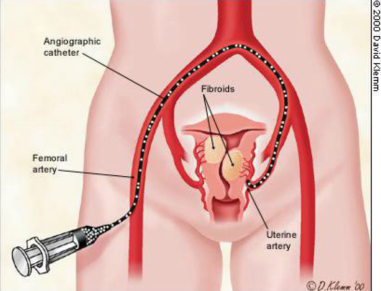 © 2000 David Klemm
Angiographic
catheter
Fibroids
Femoral
artery
Uterine
artery
© D.Klemm '00